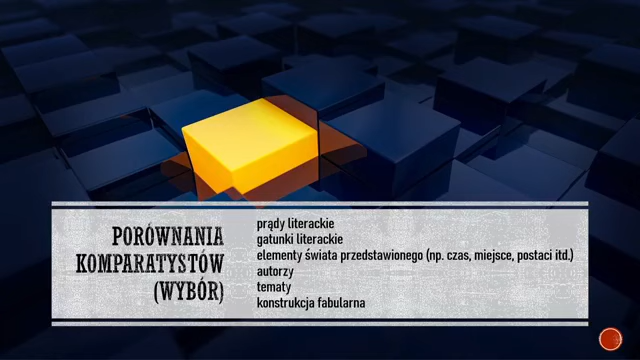 PORÓWNANIA
KOMPARATYSTÓW
(WYBÓR)
prądy literackie
gatunki literackie
elementy świata przedstawionego (np. czas, miejsce, postaci itd.)
autorzy
tematy
konstrukcja fabularna